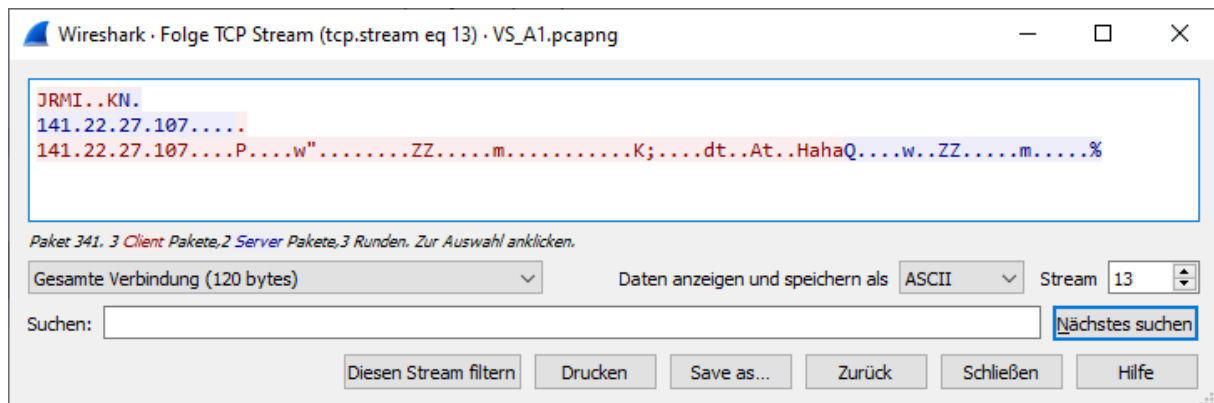 Wireshark · Folge TCP Stream (tcp.stream eq 13) · VS_A1.pcapng
JRMI..KN.
141.22.27.107.....
141.22.27.107....P....w"........ZZ.....m...........K;....dt..At..HahaQ....w..ZZ.....m.....%
Paket 341. 3 Client Pakete,2 Server Pakete,3 Runden. Zur Auswahl anklicken.
Gesamte Verbindung (120 bytes) Daten anzeigen und speichern als ASCII Stream 13
Suchen: Nächstes suchen
Diesen Stream filtern Drucken Save as... Zurück Schließen Hilfe